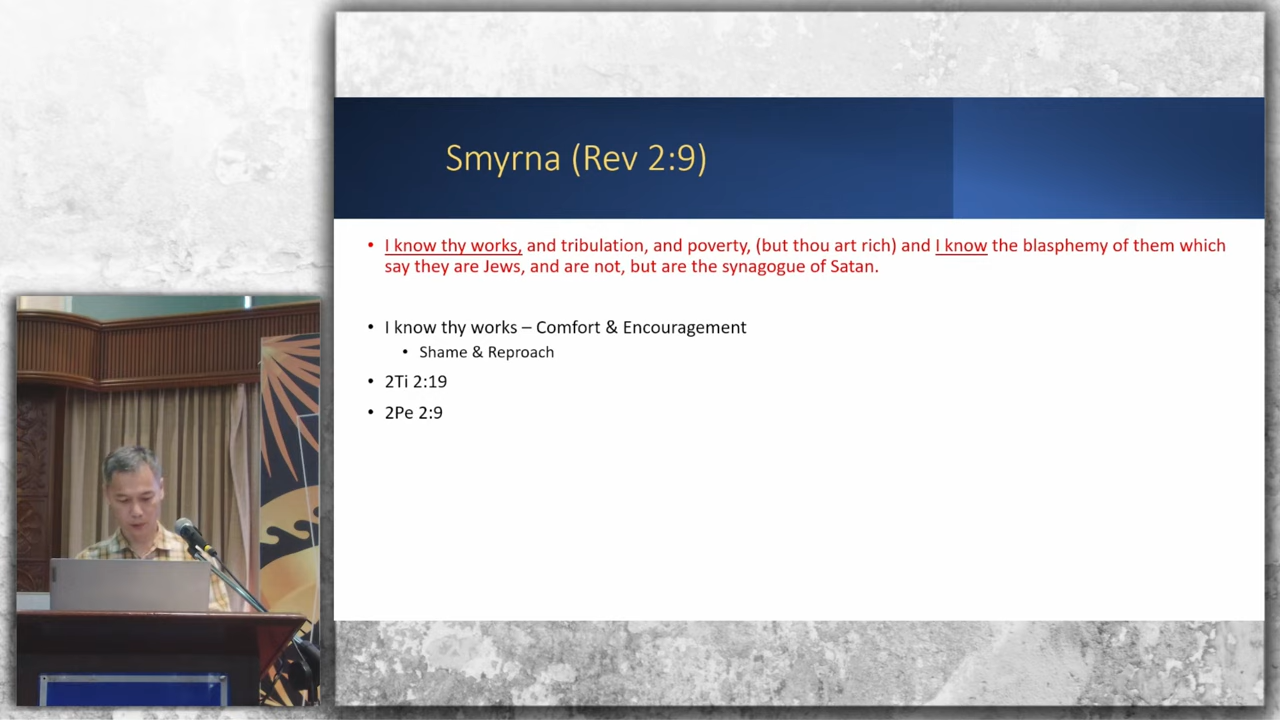 Smyrna (Rev 2:9)
• I know thy works, and tribulation, and poverty, (but thou art rich) and I know the blasphemy of them which
say they are Jews, and are not, but are the synagogue of Satan.
• I know thy works – Comfort & Encouragement
• Shame & Reproach
• 2Ti 2:19
• 2Pe 2:9